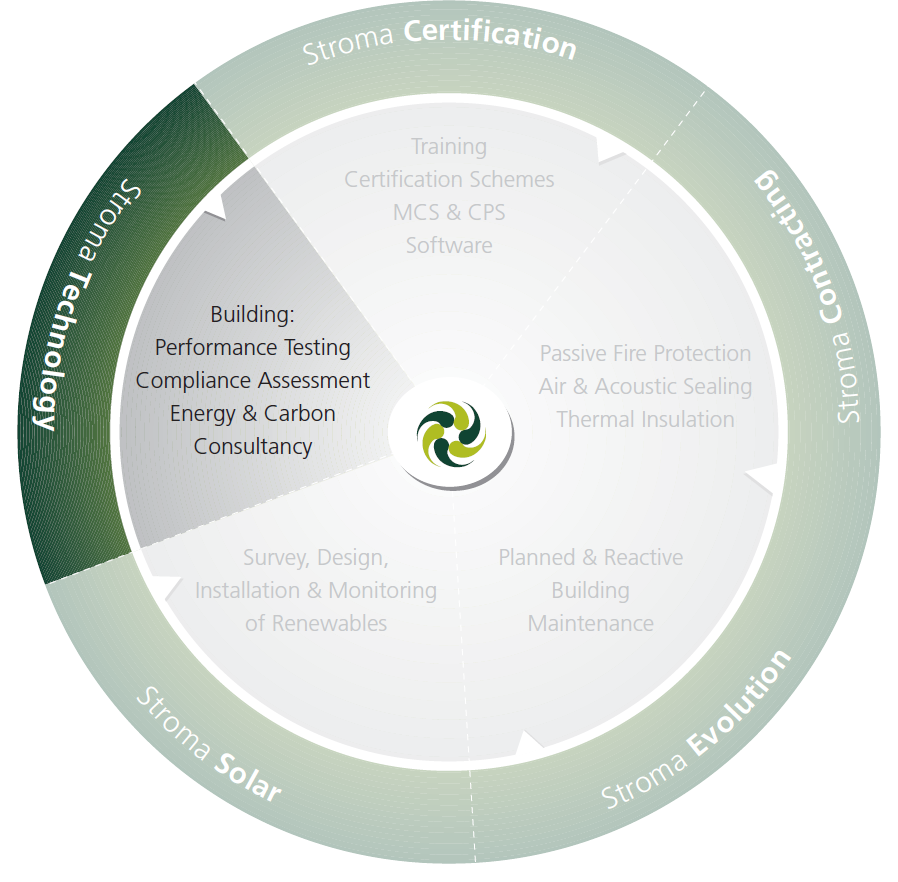 Stroma Certification
Training
Certification Schemes
MCS & CPS
Software
Stroma Contracting
Passive Fire Protection
Air & Acoustic Sealing
Thermal Insulation
Stroma Evolution
Planned & Reactive
Building
Maintenance
Stroma Solar
Survey, Design,
Installation & Monitoring
of Renewables
Stroma Technology
Building:
Performance Testing
Compliance Assessment
Energy & Carbon
Consultancy